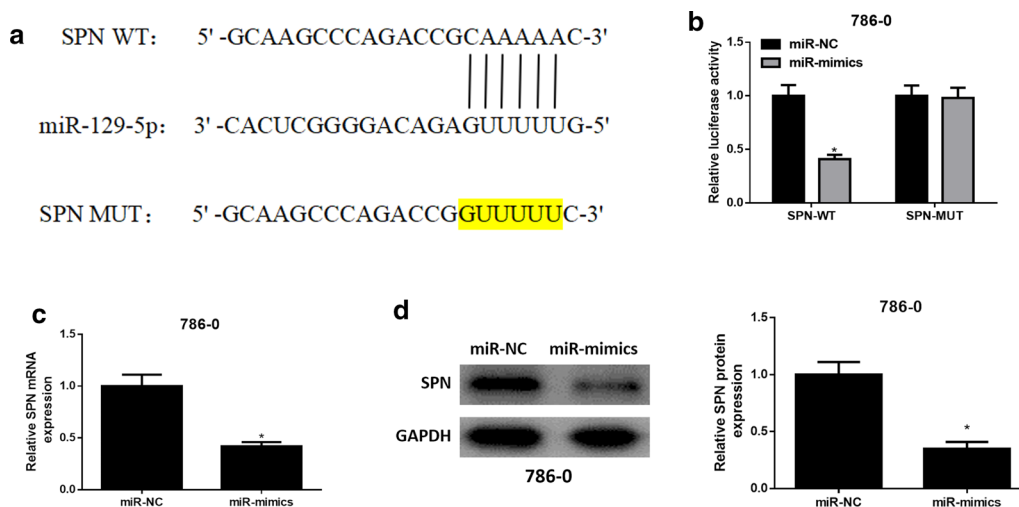 a
SPN WT: 5' -GCAAGCCCAGACCGCAAAAAC-3'
miR-129-5p: 3' -CACUCGGGGACAGAGUUUUUG-5'
SPN MUT: 5' -GCAAGCCCAGACCGGUUUUUC-3'
b
786-0
Relative luciferase activity
1.5
1.0
0.5
0.0
miR-NC
miR-mimics
*
SPN-WT
SPN-MUT
c
786-0
Relative SPN mRNA
expression
1.5
1.0
0.5
0.0
*
miR-NC
miR-mimics
d
miR-NC miR-mimics
SPN
GAPDH
786-0
786-0
Relative SPN protein
expression
1.5
1.0
0.5
0.0
*
miR-NC
miR-mimics